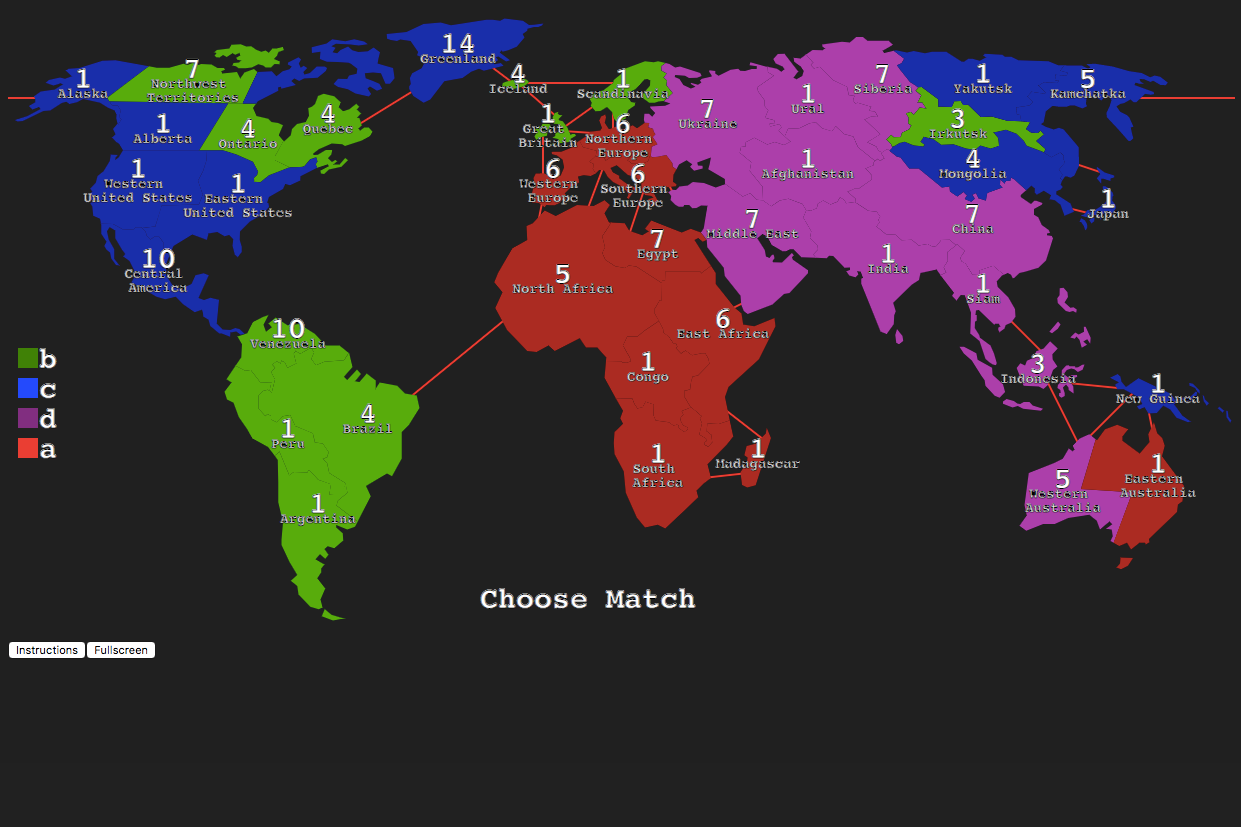 14
Greenland
1
Alaska
7
Northwest
Territories
4
Iceland
1
Scandinavia
7
Siberia
1
Yakutsk
5
Kamchatka
1
Alberta
4
Ontario
4
Quebec
1
Great
Britain
6
Northern
Europe
7
Ukraine
1
Ural
3
Irkutsk
1
Western
United States
1
Eastern
United States
6
Western
Europe
6
Southern
Europe
1
Afghanistan
4
Mongolia
1
Japan
10
Central
America
5
North Africa
7
Egypt
7
Middle East
1
India
7
China
1
Siam
10
Venezuela
6
East Africa
b
c
d
a
1
Peru
4
Brazil
1
Congo
3
Indonesia
1
New Guinea
1
Argentina
1
South
Africa
1
Madagascar
5
Western
Australia
1
Eastern
Australia
Choose Match
Instructions Fullscreen